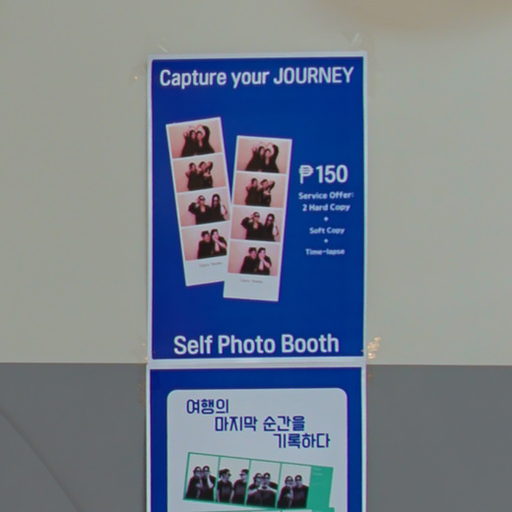 Capture your JOURNEY
₱150
Service Offer:
2 Hard Copy
+
Soft Copy
+
Time-lapse
Self Photo Booth
여행의
마지막 순간을
기록하다